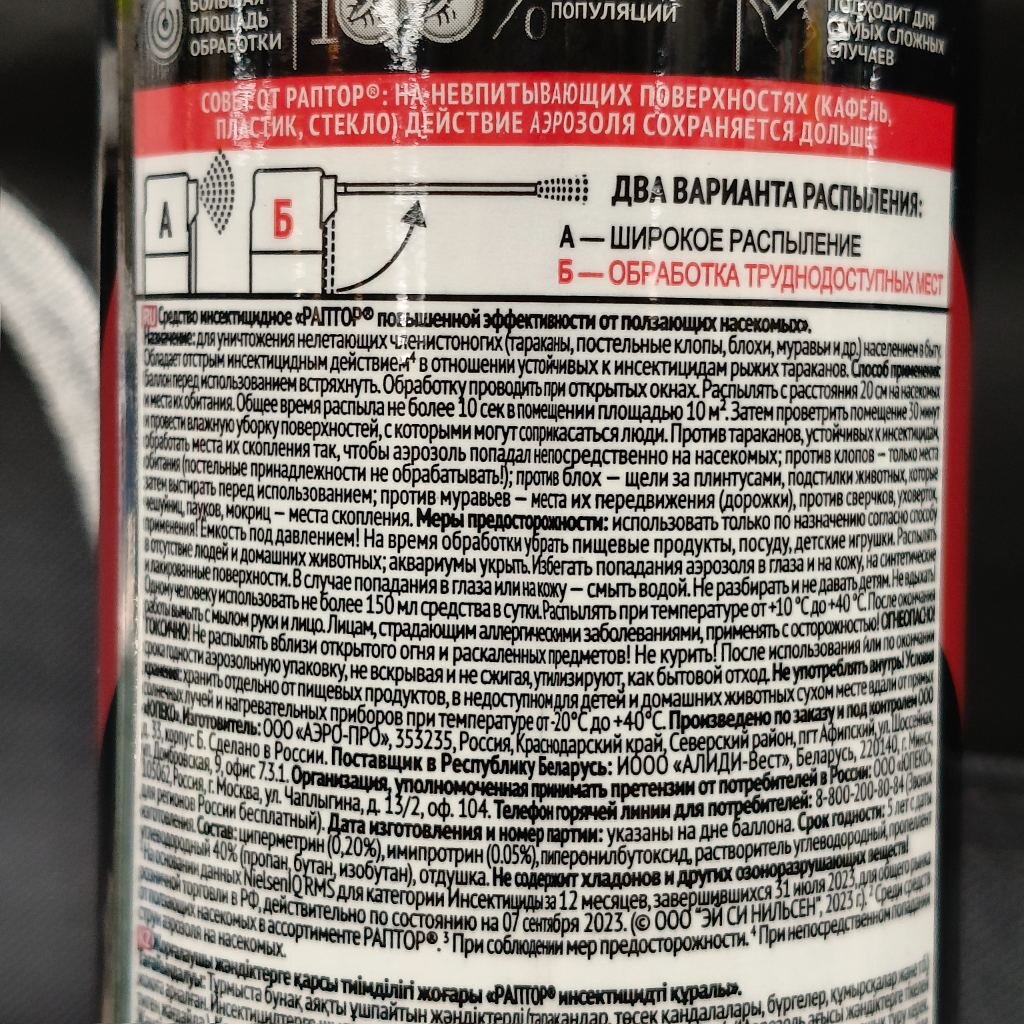 БОЛЬШАЯ
ПЛОЩАДЬ
ОБРАБОТКИ
%
ПОПУЛЯЦИЙ
ПОДХОДИТ ДЛЯ
САМЫХ СЛОЖНЫХ
СЛУЧАЕВ
СОВЕТ ОТ РАПТОР®: НА НЕВПИТЫВАЮЩИХ ПОВЕРХНОСТЯХ (КАФЕЛЬ,
ПЛАСТИК, СТЕКЛО) ДЕЙСТВИЕ АЭРОЗОЛЯ СОХРАНЯЕТСЯ ДОЛЬШЕ
А
Б
ДВА ВАРИАНТА РАСПЫЛЕНИЯ:
А — ШИРОКОЕ РАСПЫЛЕНИЕ
Б — ОБРАБОТКА ТРУДНОДОСТУПНЫХ МЕСТ
RU Средство инсектицидное «РАПТОР® повышенной эффективности от ползающих насекомых».
Назначение: для уничтожения нелетающих членистоногих (тараканы, постельные клопы, блохи, муравьи и др.) населением в быту.
Обладает острым инсектицидным действием⁴ в отношении устойчивых к инсектицидам рыжих тараканов. Способ применения:
Баллон перед использованием встряхнуть. Обработку проводить при открытых окнах. Распылять с расстояния 20 см на насекомых
и места их обитания. Общее время распыла не более 10 сек в помещении площадью 10 м². Затем проветрить помещение 30 минут
и провести влажную уборку поверхностей, с которыми могут соприкасаться люди. Против тараканов, устойчивых к инсектицидам,
обработать места их скопления так, чтобы аэрозоль попадал непосредственно на насекомых; против клопов – только места
обитания (постельные принадлежности не обрабатывать!); против блох — щели за плинтусами, подстилки животных, которые
затем выстирать перед использованием; против муравьев – места их передвижения (дорожки), против сверчков, уховерток,
чешуйниц, пауков, мокриц – места скопления. Меры предосторожности: использовать только по назначению согласно способу
применения! Емкость под давлением! На время обработки убрать пищевые продукты, посуду, детские игрушки. Распылять
в отсутствие людей и домашних животных; аквариумы укрыть. Избегать попадания аэрозоля в глаза и на кожу, на синтетические
и лакированные поверхности. В случае попадания в глаза или на кожу – смыть водой. Не разбирать и не давать детям. Не вдыхать!
Одному человеку использовать не более 150 мл средства в сутки. Распылять при температуре от +10 °С до +40 °С. После окончания
работы вымыть с мылом руки и лицо. Лицам, страдающим аллергическими заболеваниями, применять с осторожностью! ОГНЕОПАСНО!
ТОКСИЧНО! Не распылять вблизи открытого огня и раскаленных предметов! Не курить! После использования или по окончании
срока годности аэрозольную упаковку, не вскрывая и не сжигая, утилизируют, как бытовой отход. Не употреблять внутрь! Условия
хранения: хранить отдельно от пищевых продуктов, в недоступном для детей и домашних животных сухом месте вдали от прямых
солнечных лучей и нагревательных приборов при температуре от -20°С до +40°С. Произведено по заказу и под контролем ООО
«ЮПЕКО». Изготовитель: ООО «АЭРО-ПРО», 353235, Россия, Краснодарский край, Северский район, пгт Афипский, ул. Шоссейная,
д. 33, корпус Б. Сделано в России. Поставщик в Республику Беларусь: ИООО «АЛИДИ-Вест», Беларусь, 220140, г. Минск,
ул. Домбровская, 9, офис 7.3.1. Организация, уполномоченная принимать претензии от потребителей в России: ООО «ЮПЕКО»,
105062, Россия, г. Москва, ул. Чаплыгина, д. 13/2, оф. 104. Телефон горячей линии для потребителей: 8-800-200-80-84 (Звонок
для регионов России бесплатный). Дата изготовления и номер партии: указаны на дне баллона. Срок годности: 5 лет с даты
изготовления. Состав: циперметрин (0,20%), имипротрин (0.05%), пиперонилбутоксид, растворитель углеводородный, пропеллент
углеводородный 40% (пропан, бутан, изобутан), отдушка. Не содержит хладонов и других озоноразрушающих веществ!
На основании данных NielsenIQ RMS для категории Инсектициды за 12 месяцев, завершившихся 31 июля 2023, для общего рынка
розничной торговли в РФ, действительно по состоянию на 07 сентября 2023. (© ООО "ЭЙ СИ НИЛЬСЕН", 2023 г.). ² Среди средств
от ползающих насекомых в ассортименте РАПТОР®. ³ При соблюдении мер предосторожности. ⁴ При непосредственном попадании
струи аэрозоля на насекомых.
KZ Жорғалаушы жәндіктерге қарсы тиімділігі жоғары «РАПТОР® инсектицидті құралы».
Тағайындалуы: Тұрмыста бунақ аяқты ұшпайтын жәндіктерді (тарақандар, төсек қандалалары, бүргелер, құмырсқалар және т.б)